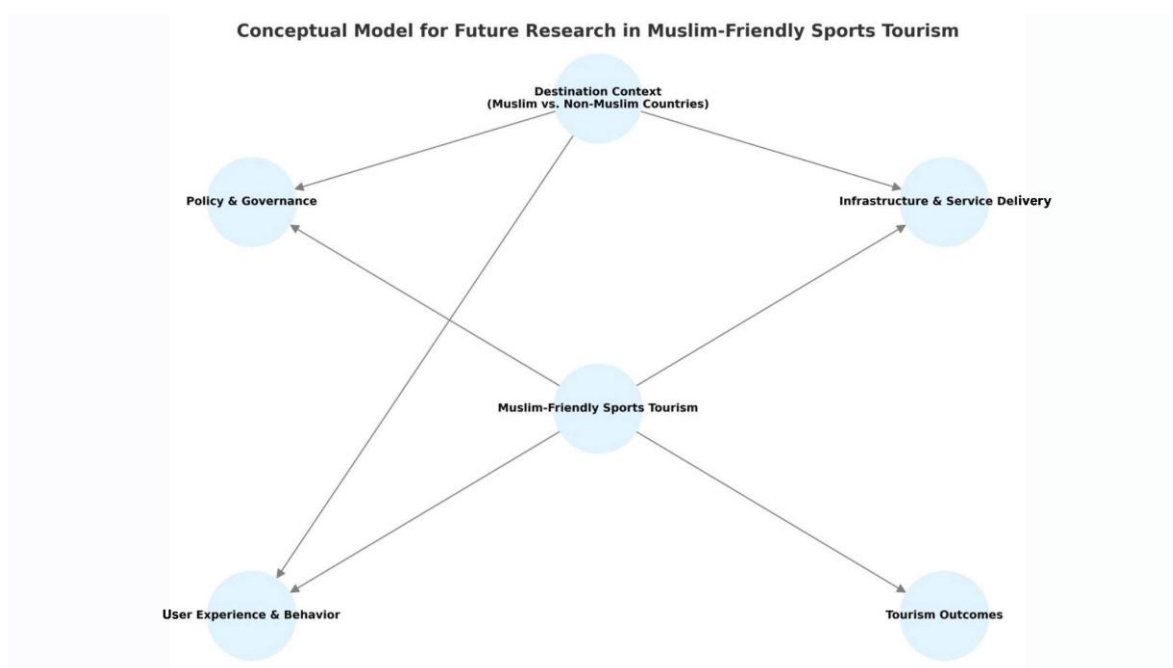 Conceptual Model for Future Research in Muslim-Friendly Sports Tourism
Destination Context
(Muslim vs. Non-Muslim Countries)
Policy & Governance
Infrastructure & Service Delivery
Muslim-Friendly Sports Tourism
User Experience & Behavior
Tourism Outcomes